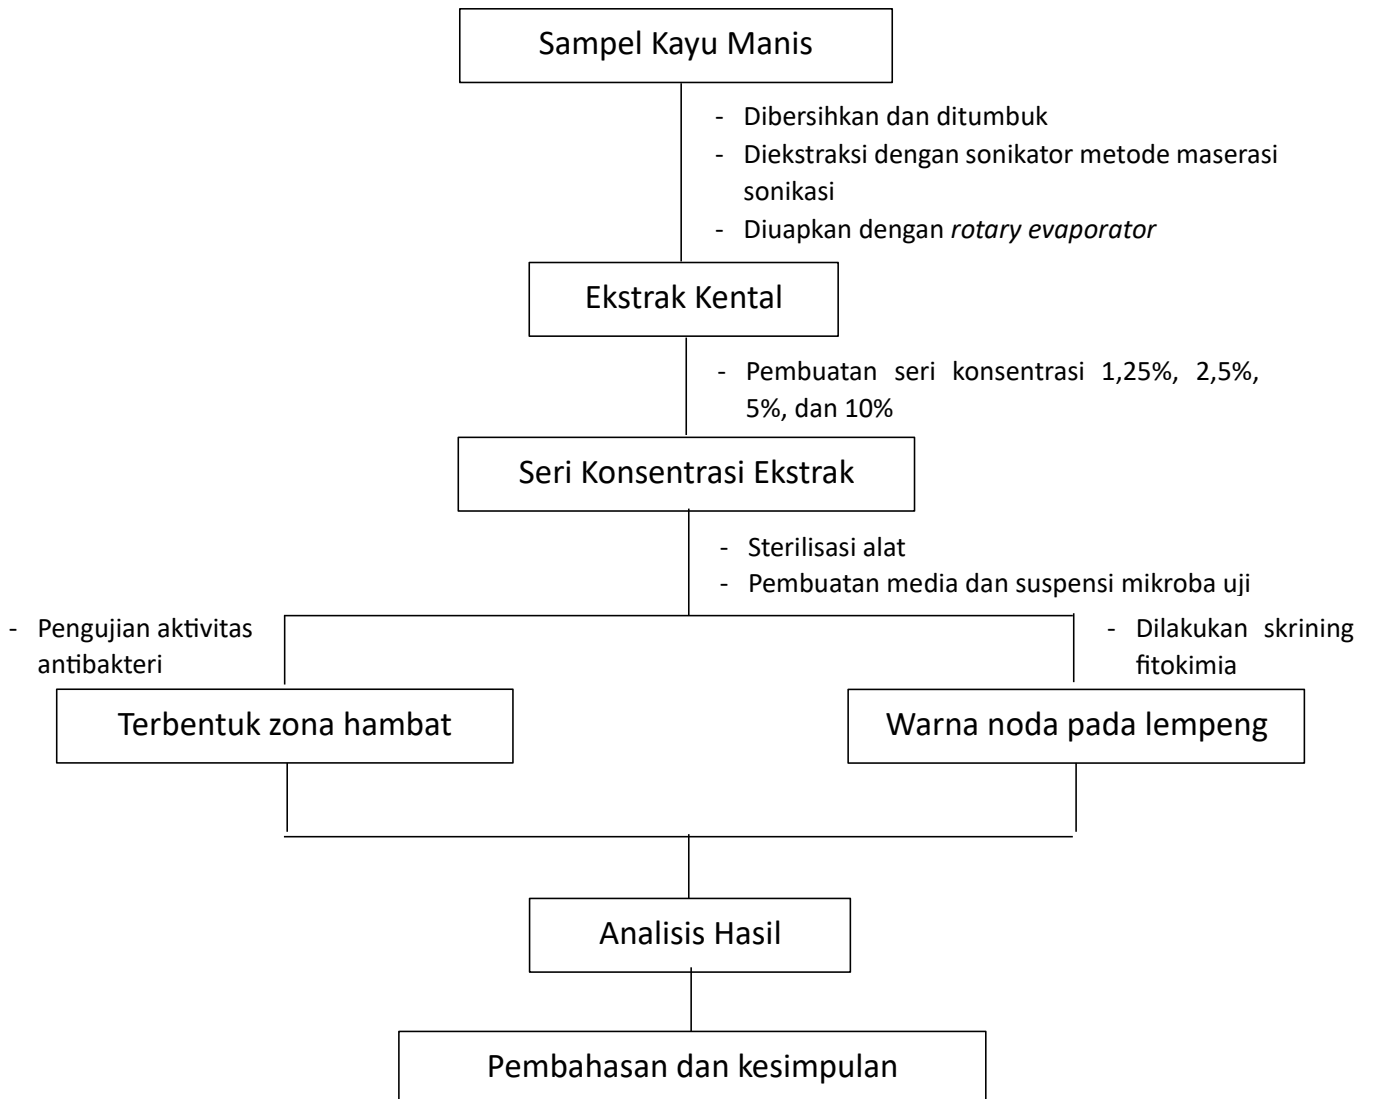 Sampel Kayu Manis
- Dibersihkan dan ditumbuk
- Diekstraksi dengan sonikator metode maserasi
sonikasi
- Diuapkan dengan rotary evaporator
Ekstrak Kental
- Pembuatan seri konsentrasi 1,25%, 2,5%,
5%, dan 10%
Seri Konsentrasi Ekstrak
- Sterilisasi alat
- Pembuatan media dan suspensi mikroba uji
- Pengujian aktivitas
antibakteri
- Dilakukan skrining
fitokimia
Terbentuk zona hambat
Warna noda pada lempeng
Analisis Hasil
Pembahasan dan kesimpulan